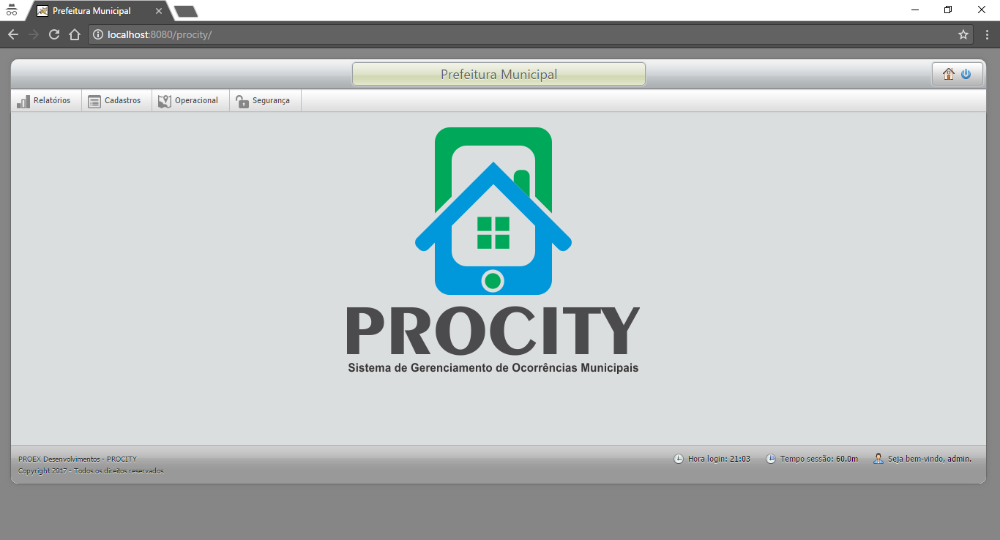 Prefeitura Municipal
localhost:8080/procity/
Prefeitura Municipal
Relatórios Cadastros Operacional Segurança
PROCITY
Sistema de Gerenciamento de Ocorrências Municipais
PROEX Desenvolvimentos - PROCITY
Hora login: 21:03 Tempo sessão: 60.0m Seja bem-vindo, admin.
Copyright 2017 - Todos os direitos reservados